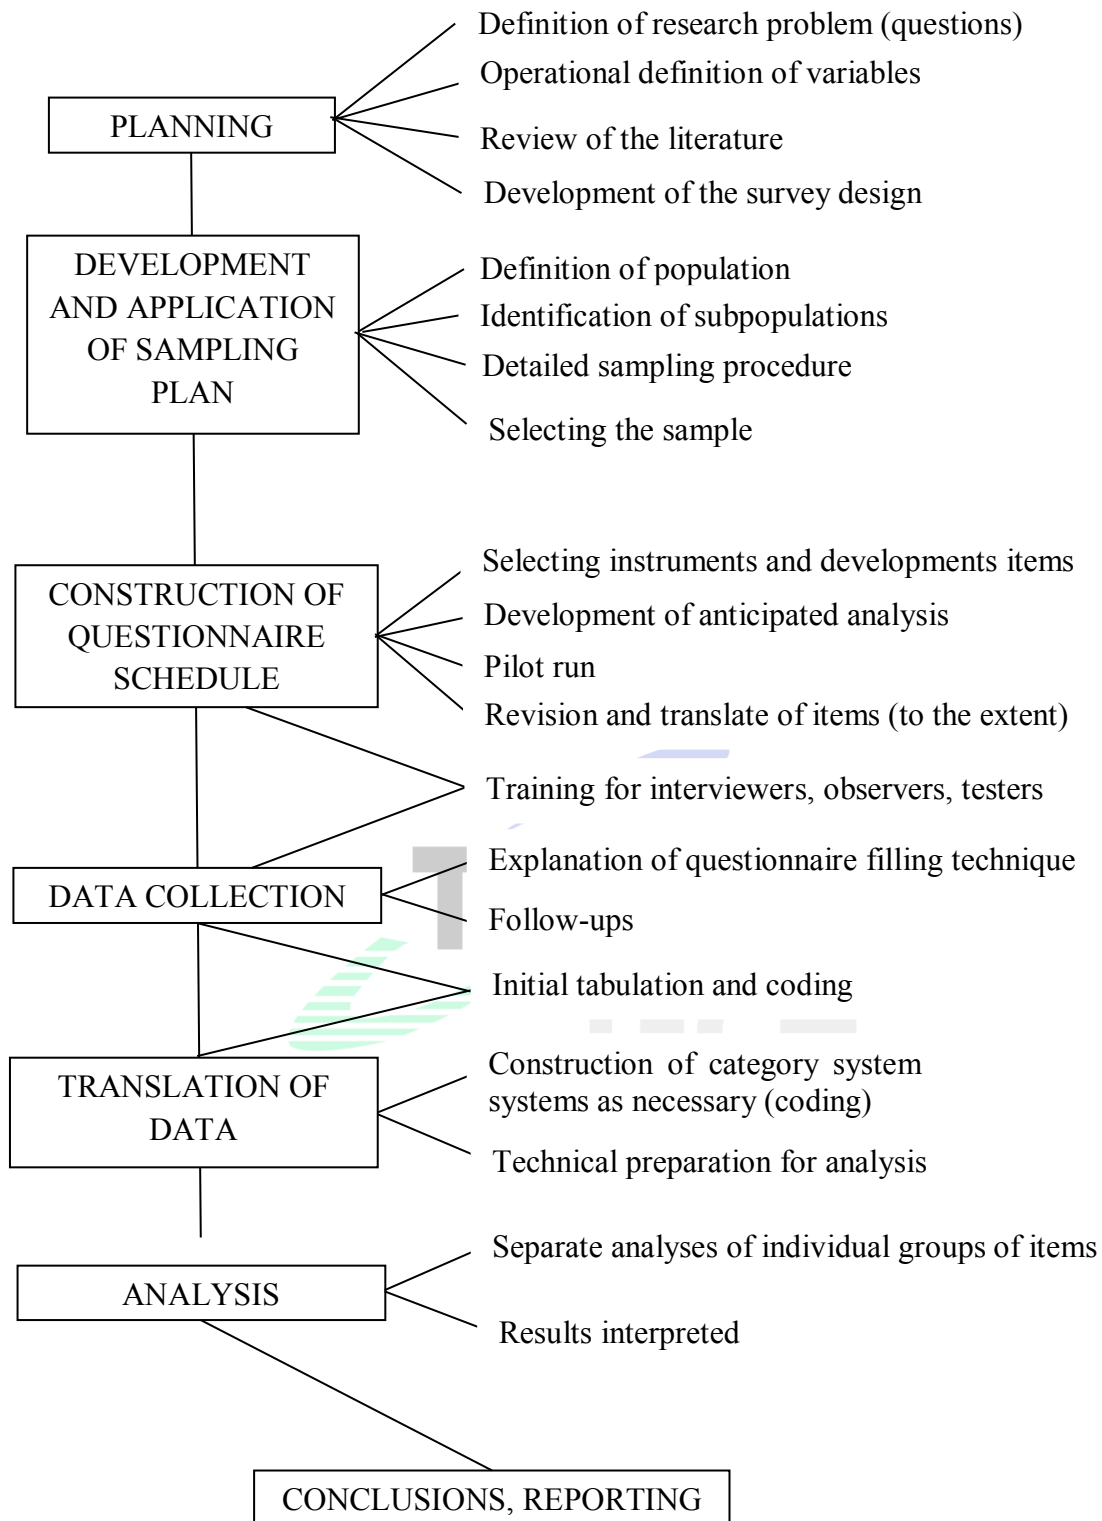 Definition of research problem (questions)
Operational definition of variables
PLANNING
Review of the literature
Development of the survey design
DEVELOPMENT
AND APPLICATION
OF SAMPLING
PLAN
Definition of population
Identification of subpopulations
Detailed sampling procedure
Selecting the sample
CONSTRUCTION OF
QUESTIONNAIRE
SCHEDULE
Selecting instruments and developments items
Development of anticipated analysis
Pilot run
Revision and translate of items (to the extent)
Training for interviewers, observers, testers
DATA COLLECTION
Explanation of questionnaire filling technique
Follow-ups
Initial tabulation and coding
TRANSLATION OF
DATA
Construction of category system
systems as necessary (coding)
Technical preparation for analysis
Separate analyses of individual groups of items
ANALYSIS
Results interpreted
CONCLUSIONS, REPORTING